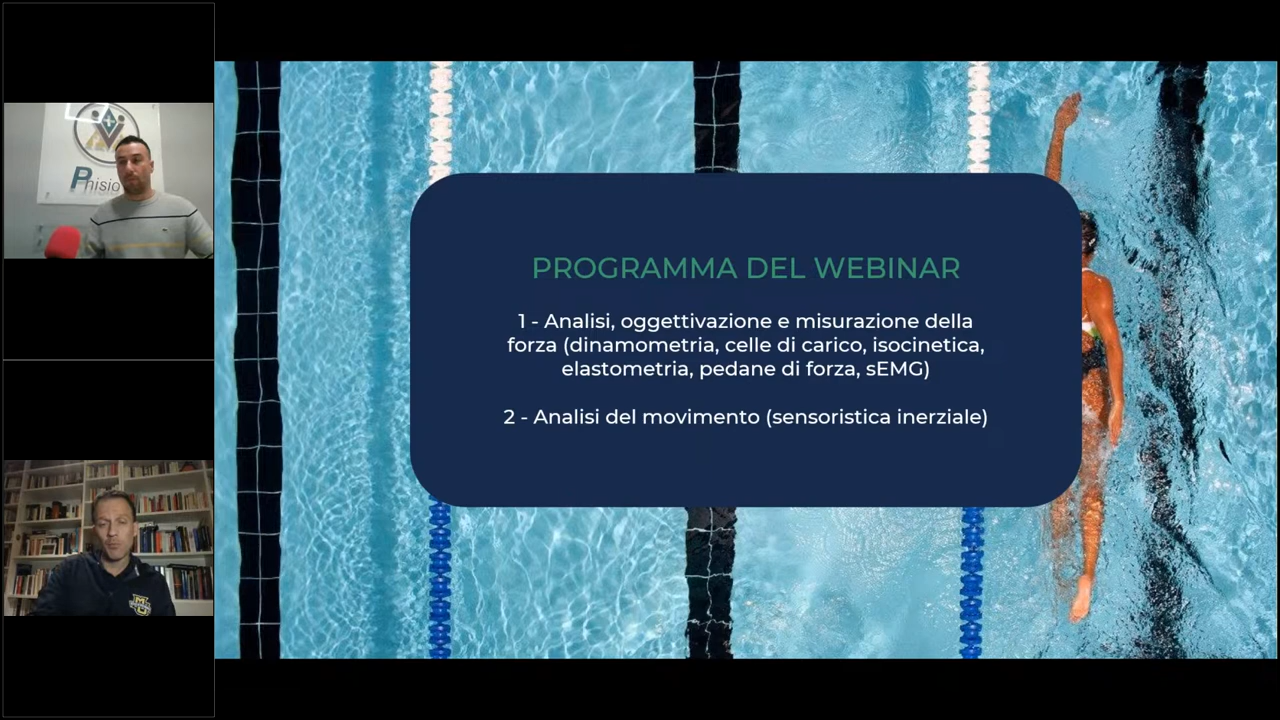 Phisio
PROGRAMMA DEL WEBINAR
1 - Analisi, oggettivazione e misurazione della
forza (dinamometria, celle di carico, isocinetica,
elastometria, pedane di forza, sEMG)
2 - Analisi del movimento (sensoristica inerziale)